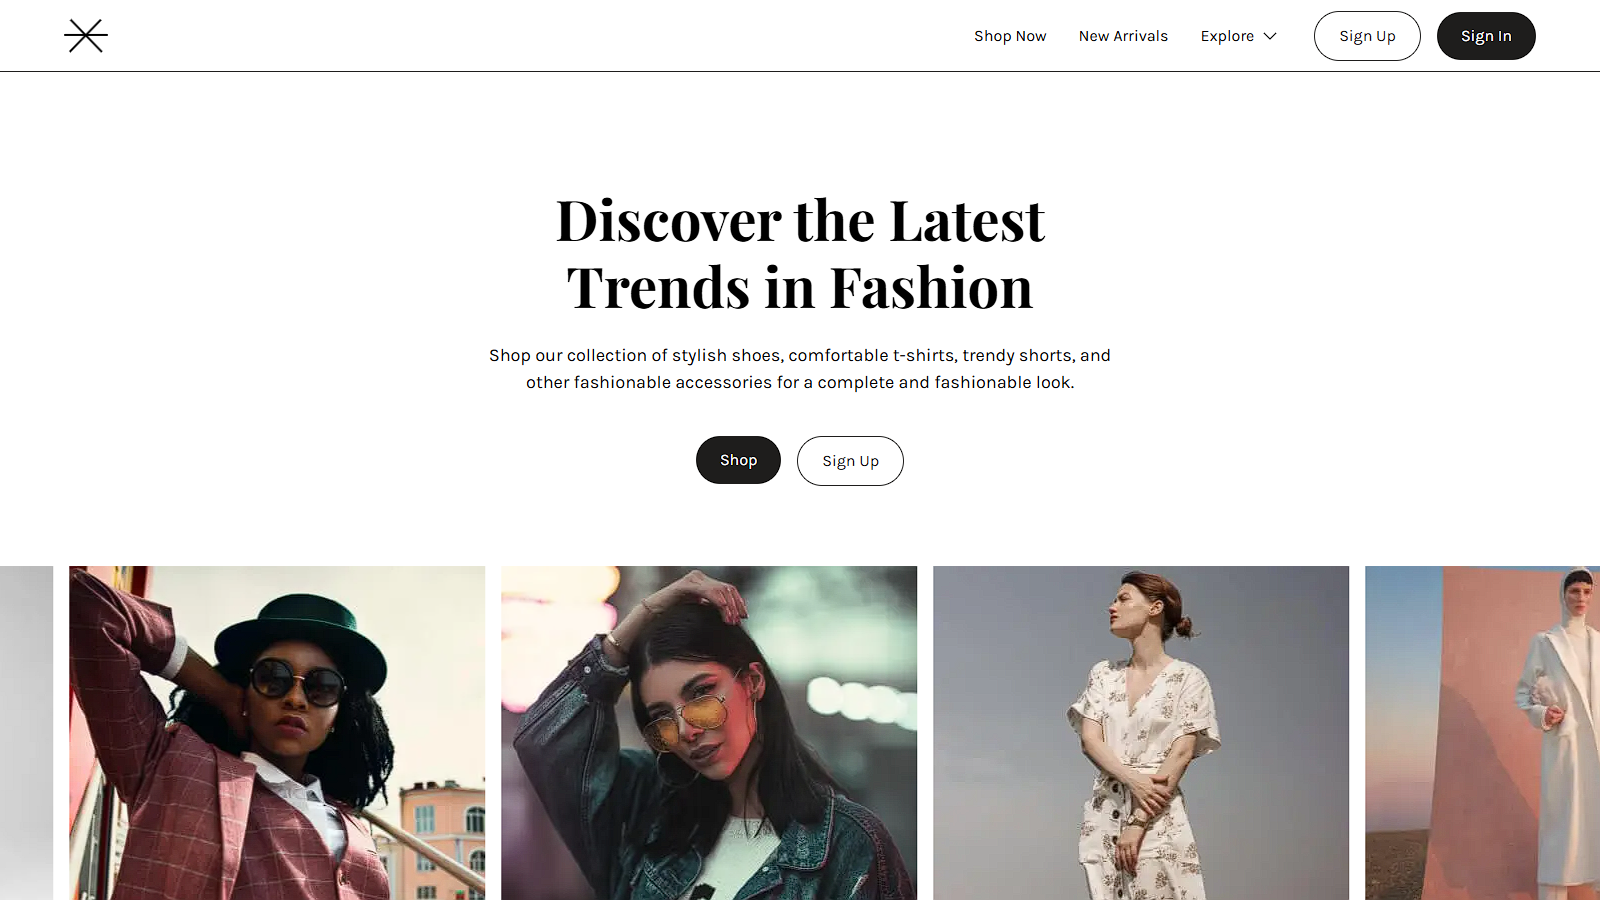 Shop Now
New Arrivals
Explore
Sign Up
Sign In
Discover the Latest
Trends in Fashion
Shop our collection of stylish shoes, comfortable t-shirts, trendy shorts, and
other fashionable accessories for a complete and fashionable look.
Shop
Sign Up